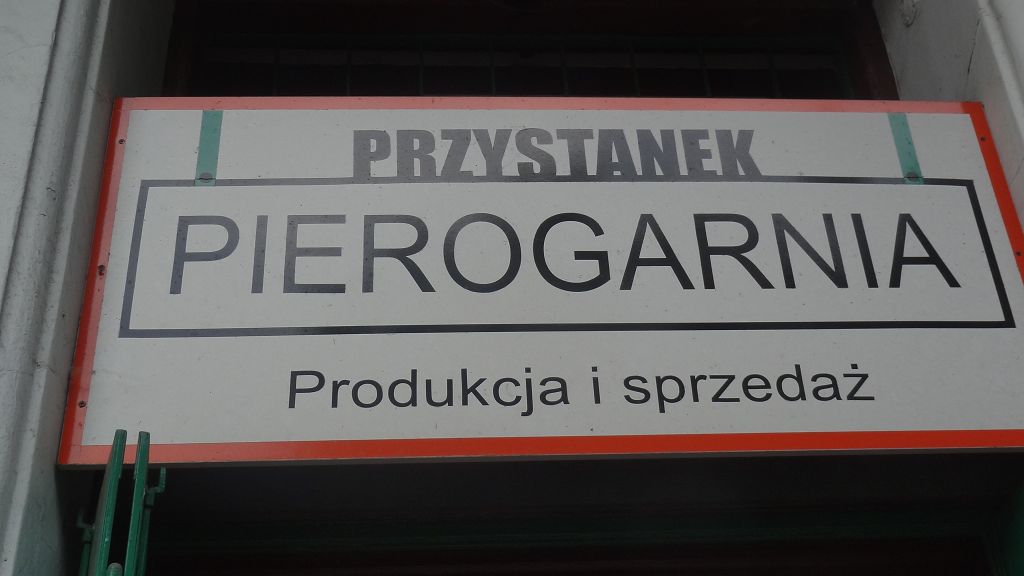 PRZYSTANEK
PIEROGARNIA
Produkcja i sprzedaż